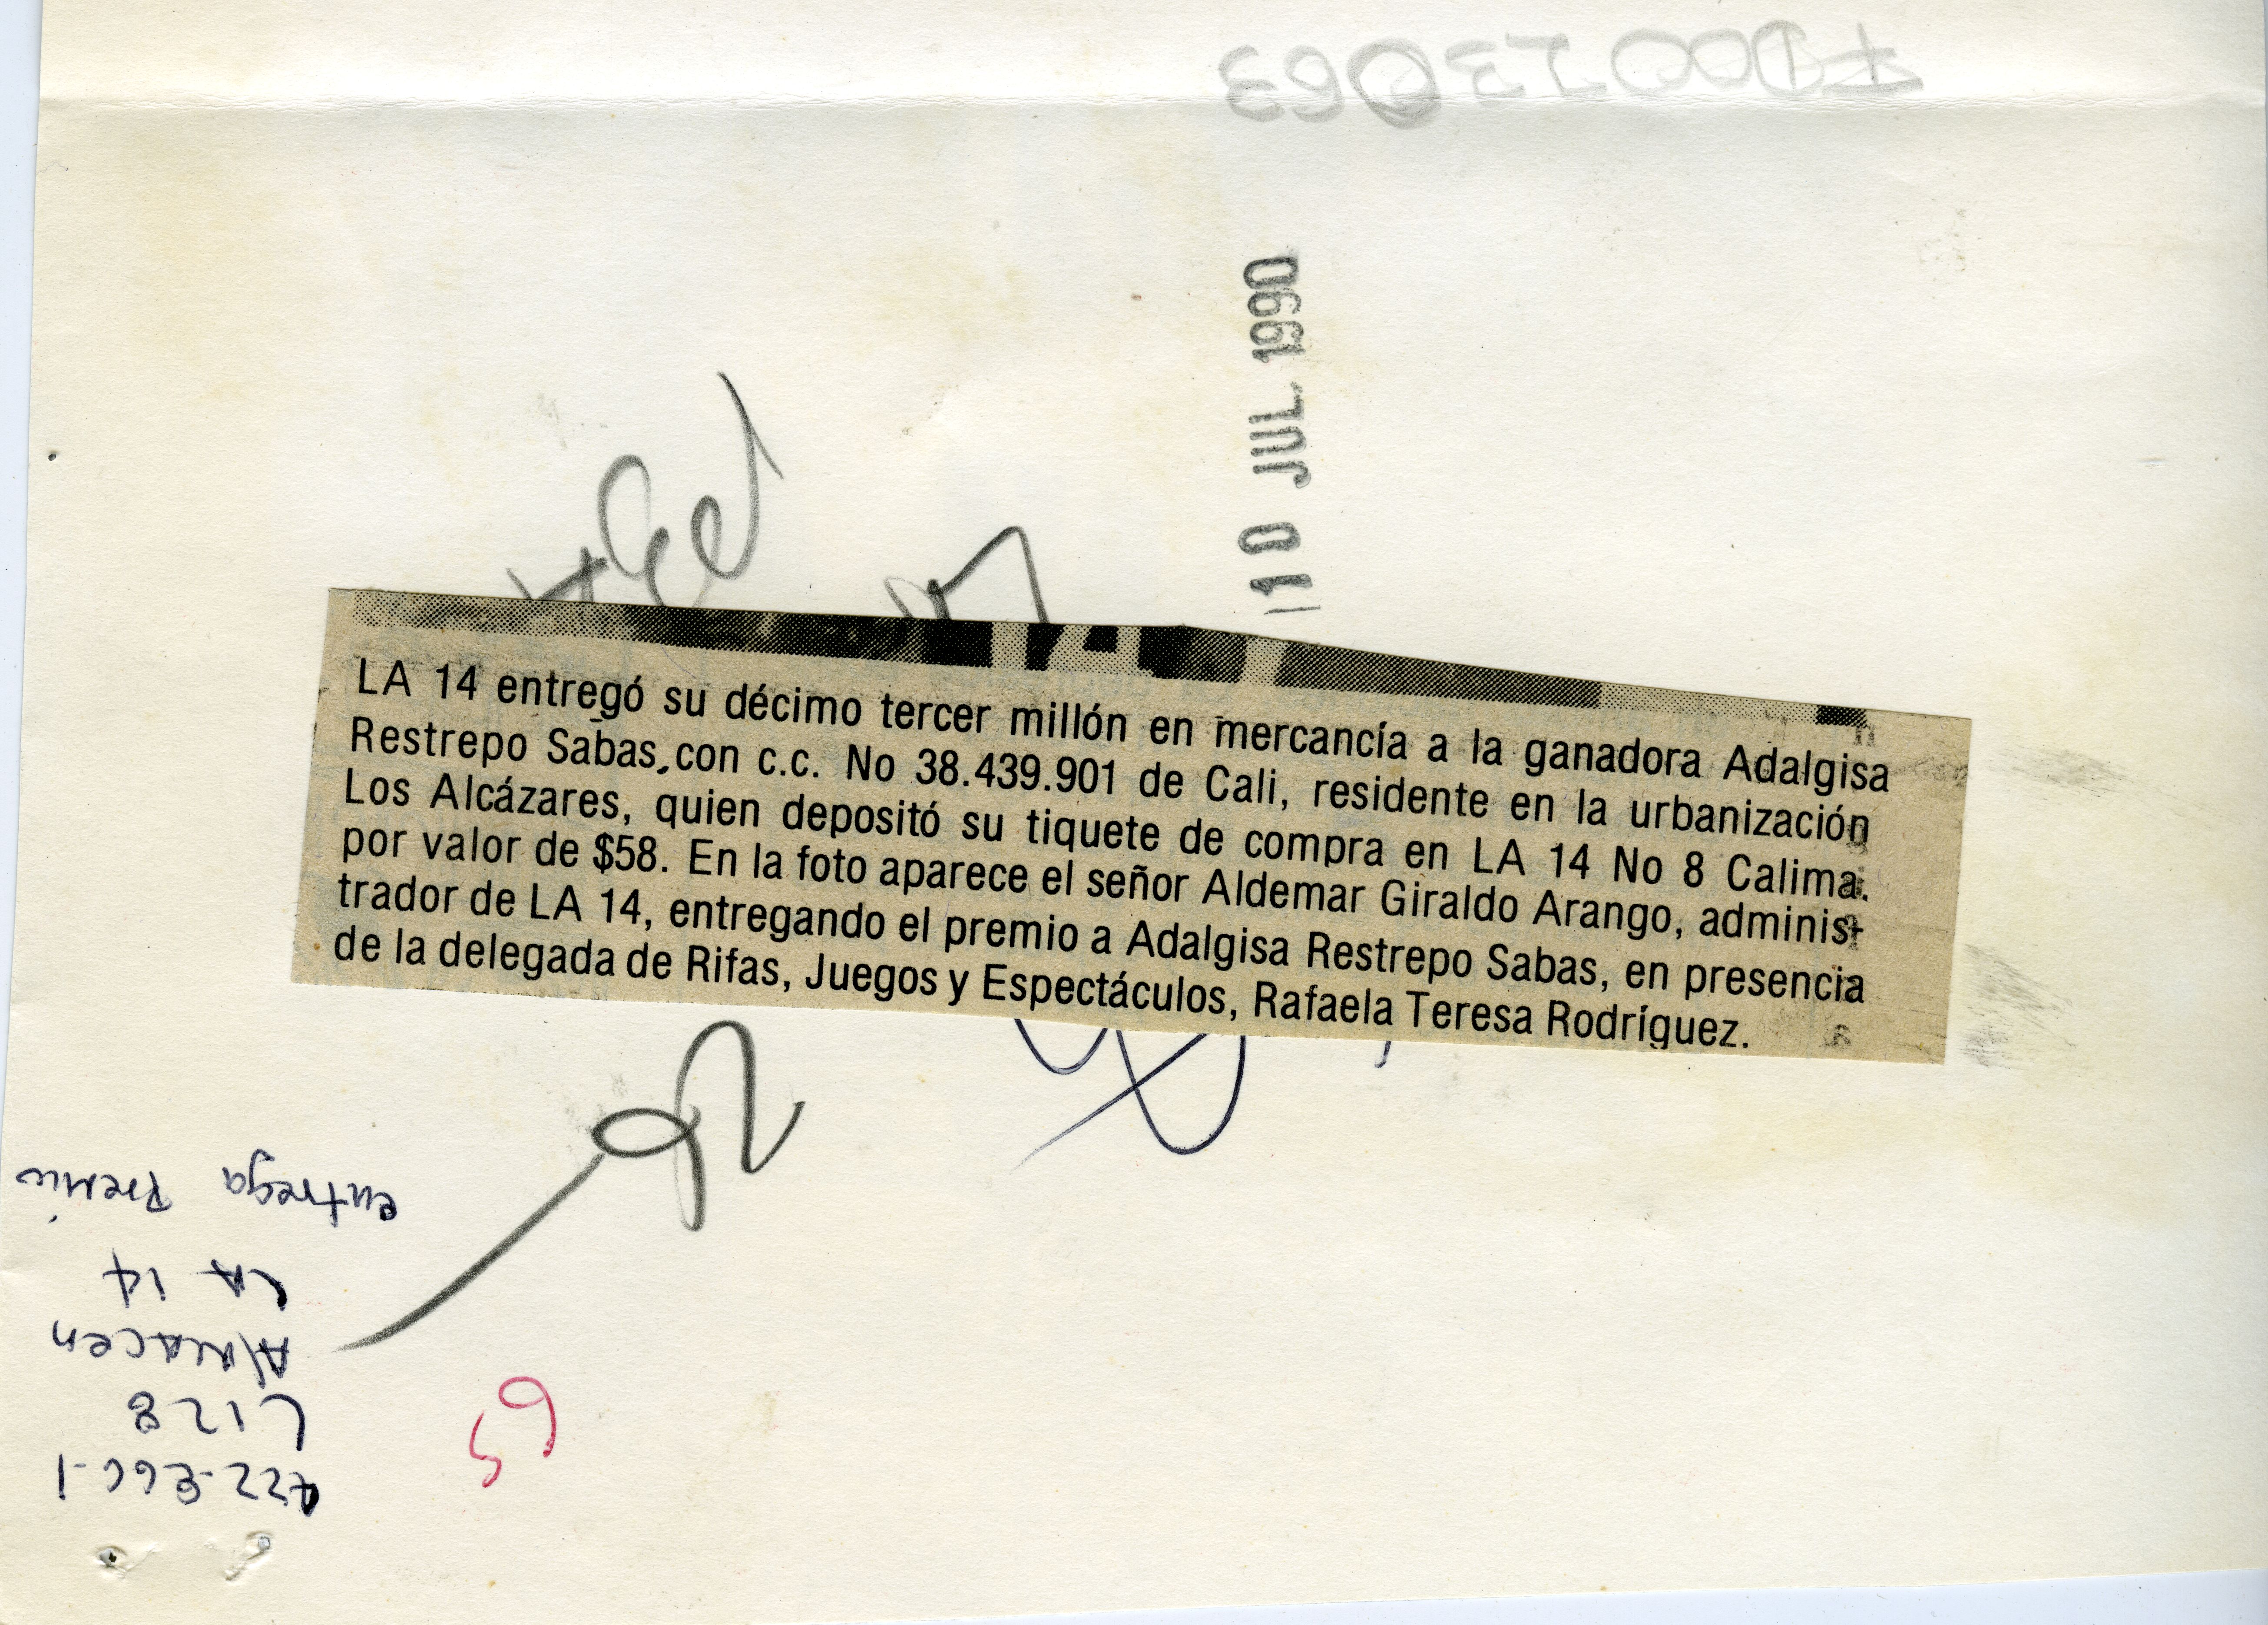 10 JUL. 1990
LA 14 entregó su décimo tercer millón en mercancía a la ganadora Adalgisa
Restrepo Sabas, con c.c. No 38.439.901 de Cali, residente en la urbanización
Los Alcázares, quien depositó su tiquete de compra en LA 14 No 8 Calima.
por valor de $58. En la foto aparece el señor Aldemar Giraldo Arango, adminis-
trador de LA 14, entregando el premio a Adalgisa Restrepo Sabas, en presencia
de la delegada de Rifas, Juegos y Espectáculos, Rafaela Teresa Rodríguez.
L128
Almacen
LA 14
entrega Premio